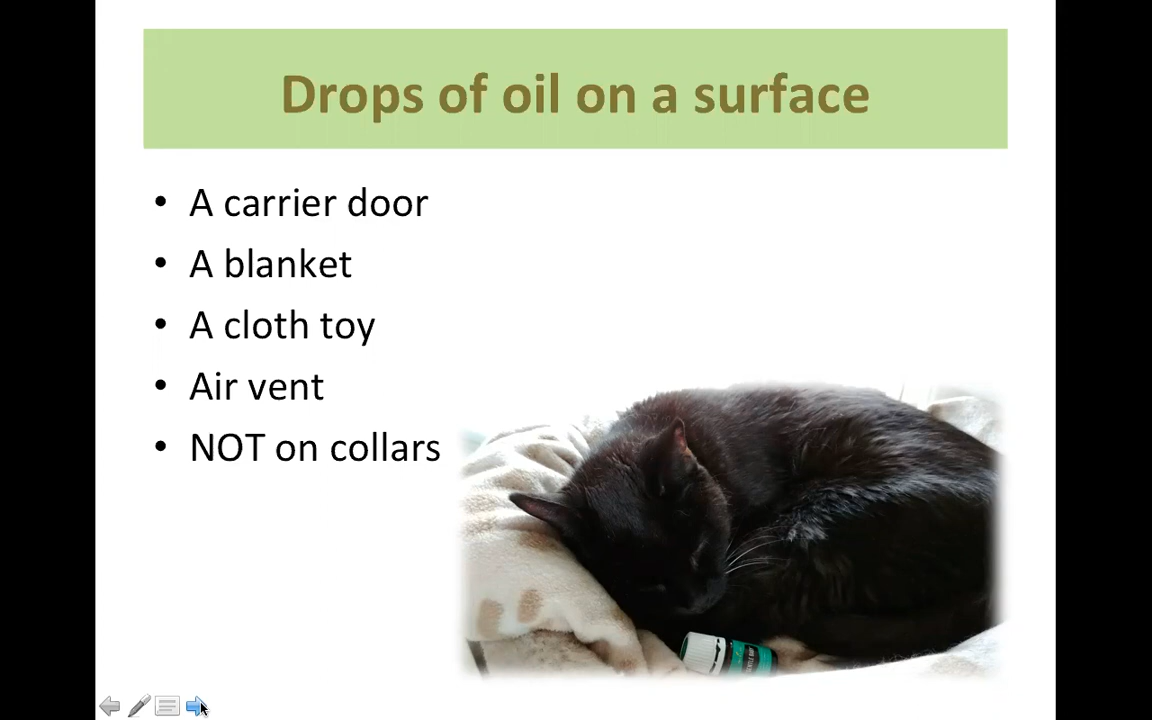 Drops of oil on a surface
• A carrier door
• A blanket
• A cloth toy
• Air vent
• NOT on collars